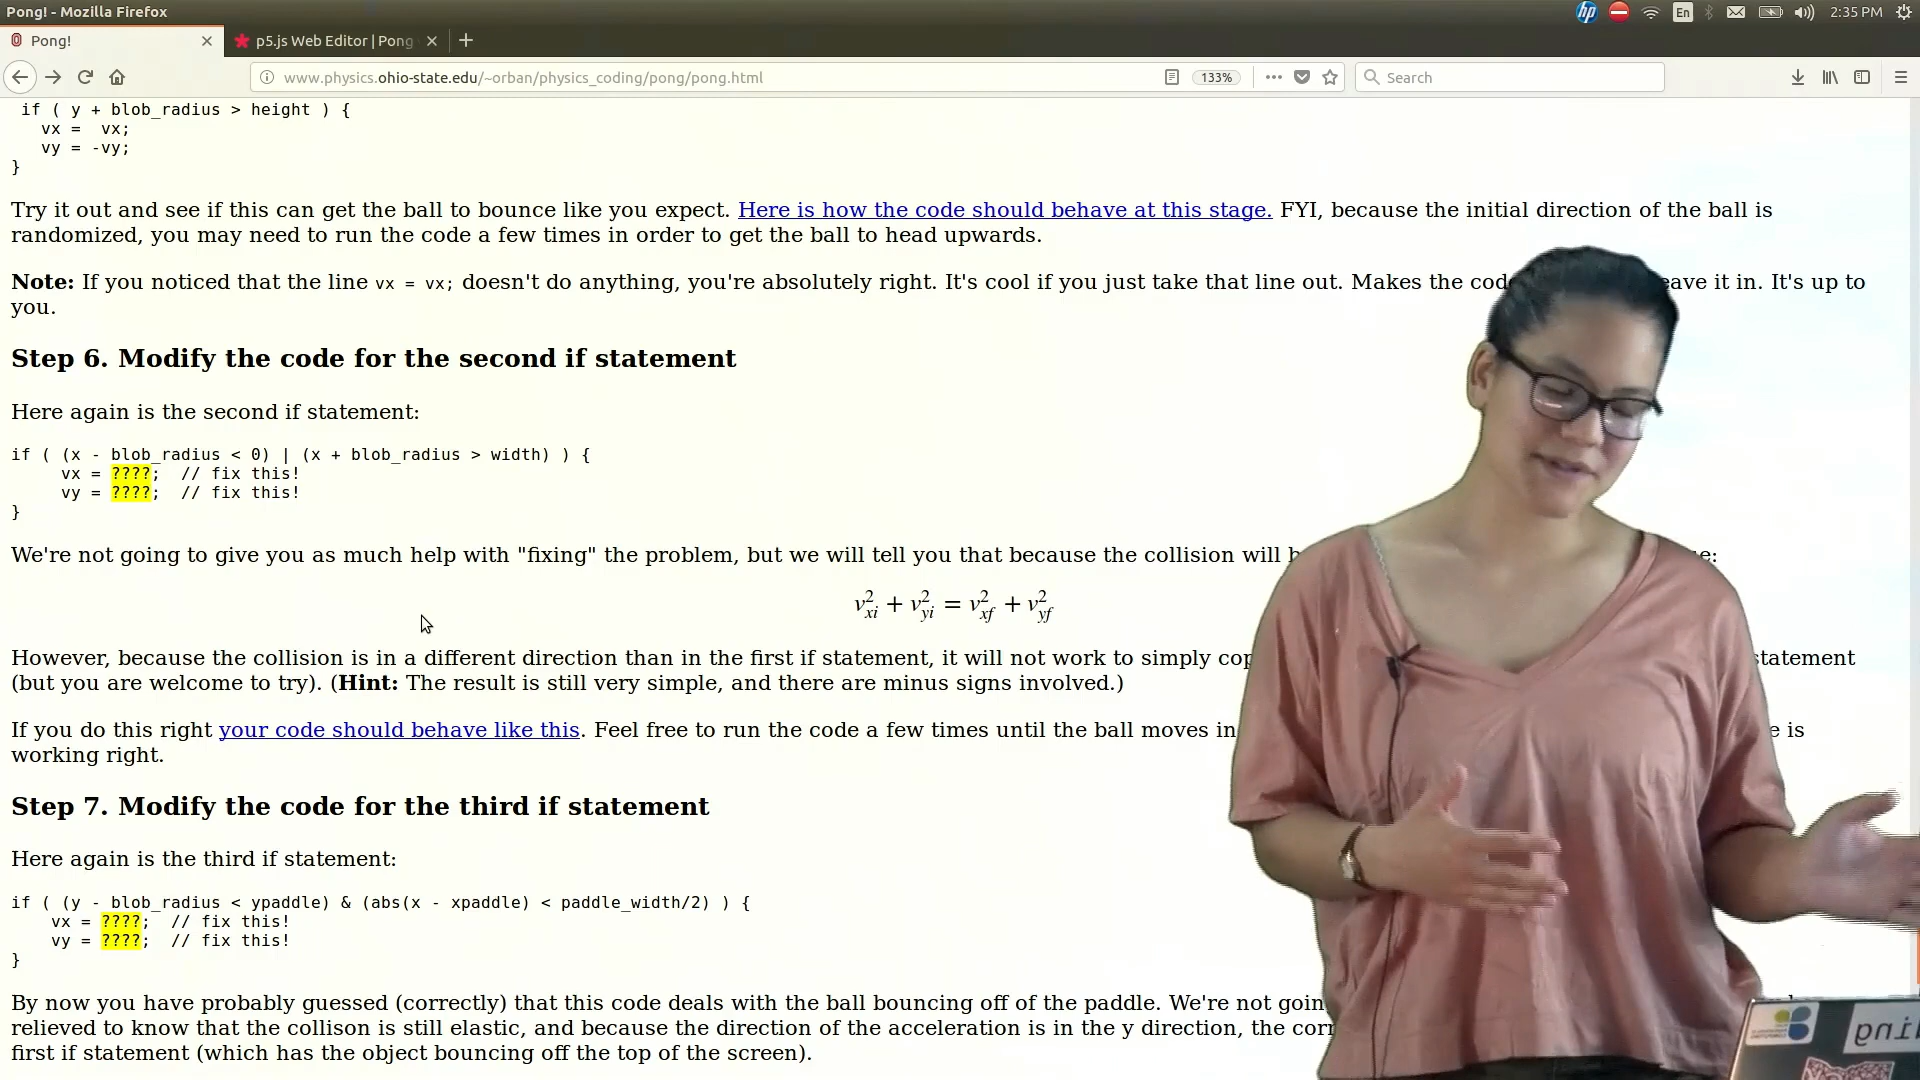 Pong! - Mozilla Firefox
En
2:35 PM
Pong!
p5.js Web Editor | Pong
www.physics.ohio-state.edu/~orban/physics_coding/pong/pong.html
133%
Search
if ( y + blob_radius > height ) {
vx =  vx;
vy = -vy;
}
Try it out and see if this can get the ball to bounce like you expect. Here is how the code should behave at this stage. FYI, because the initial direction of the ball is
randomized, you may need to run the code a few times in order to get the ball to head upwards.
Note: If you noticed that the line vx = vx; doesn't do anything, you're absolutely right. It's cool if you just take that line out. Makes the cod eave it in. It's up to
you.
Step 6. Modify the code for the second if statement
Here again is the second if statement:
if ( (x - blob_radius < 0) | (x + blob_radius > width) ) {
vx = ????;  // fix this!
vy = ????;  // fix this!
}
We're not going to give you as much help with "fixing" the problem, but we will tell you that because the collision will b e:
v²xi + v²yi = v²xf + v²yf
However, because the collision is in a different direction than in the first if statement, it will not work to simply cop statement
(but you are welcome to try). (Hint: The result is still very simple, and there are minus signs involved.)
If you do this right your code should behave like this. Feel free to run the code a few times until the ball moves in e is
working right.
Step 7. Modify the code for the third if statement
Here again is the third if statement:
if ( (y - blob_radius < ypaddle) & (abs(x - xpaddle) < paddle_width/2) ) {
vx = ????;  // fix this!
vy = ????;  // fix this!
}
By now you have probably guessed (correctly) that this code deals with the ball bouncing off of the paddle. We're not goin
relieved to know that the collison is still elastic, and because the direction of the acceleration is in the y direction, the corr
first if statement (which has the object bouncing off the top of the screen).